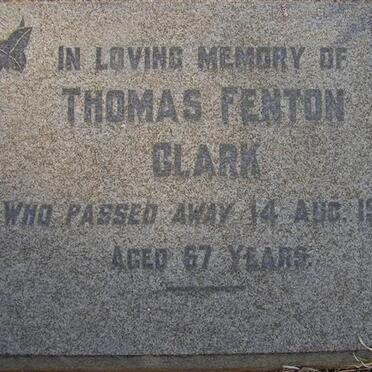 IN LOVING MEMORY OF
THOMAS FENTON
CLARK
WHO PASSED AWAY 14 AUG. 19
AGED 67 YEARS.